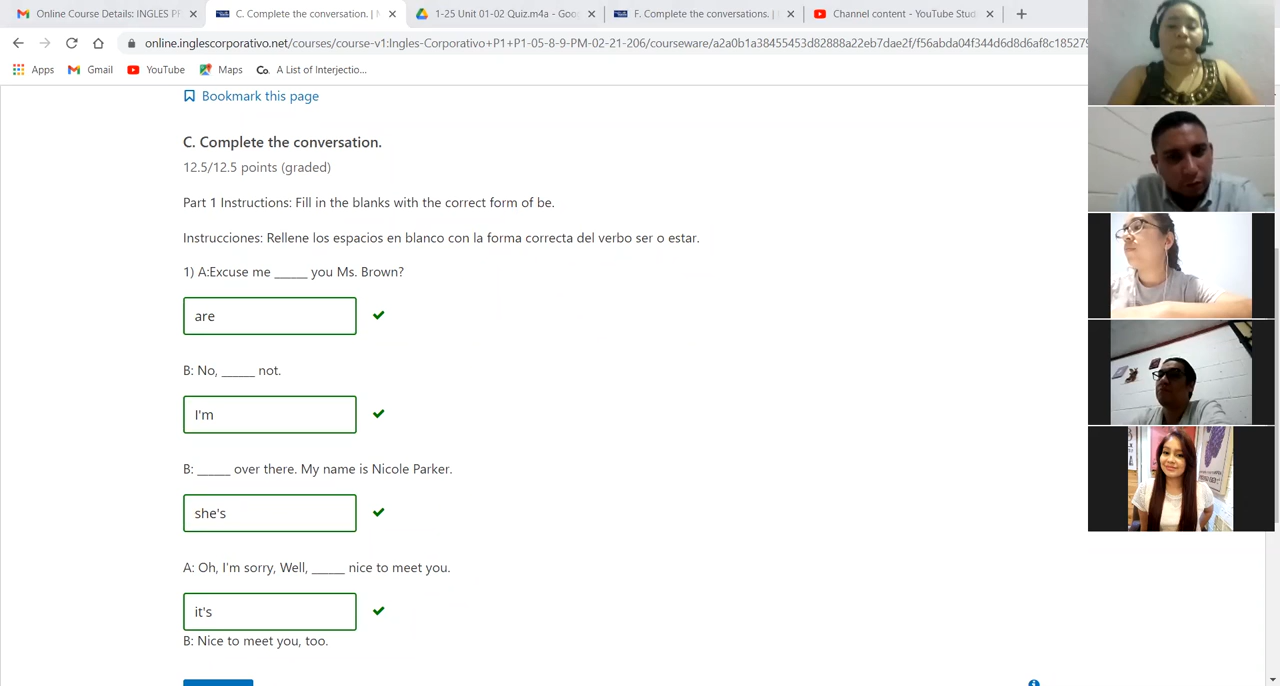 Online Course Details: INGLES PR
C. Complete the conversation. | M
1-25 Unit 01-02 Quiz.m4a - Goog
F. Complete the conversations. |
Channel content - YouTube Studi
online.inglescorporativo.net/courses/course-v1:Ingles-Corporativo+P1+P1-05-8-9-PM-02-21-206/courseware/a2a0b1a38455453d82888a22eb7dae2f/f56abda04f344d6d8d6af8c185279
Apps
Gmail
YouTube
Maps
Co. A List of Interjectio...
Bookmark this page
C. Complete the conversation.
12.5/12.5 points (graded)
Part 1 Instructions: Fill in the blanks with the correct form of be.
Instrucciones: Rellene los espacios en blanco con la forma correcta del verbo ser o estar.
1) A:Excuse me _____ you Ms. Brown?
are
B: No, _____ not.
I'm
B: _____ over there. My name is Nicole Parker.
she's
A: Oh, I'm sorry, Well, _____ nice to meet you.
it's
B: Nice to meet you, too.